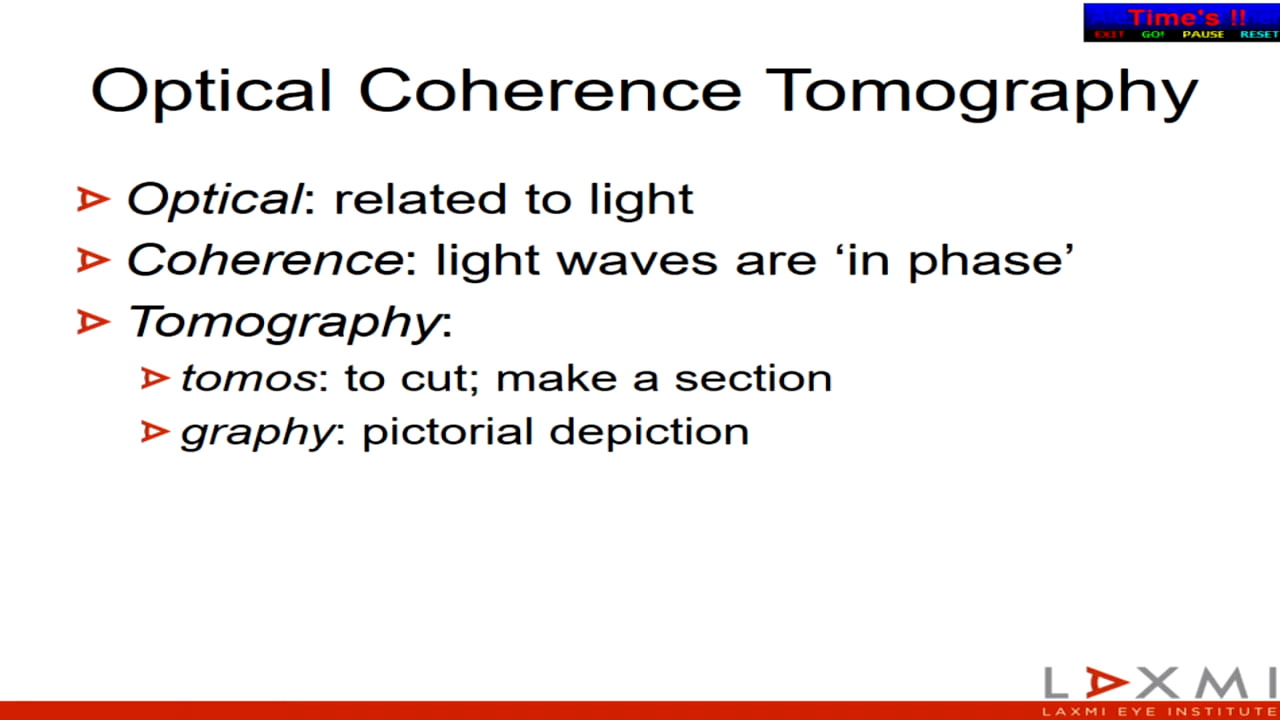 Time's !!
EXIT GO! PAUSE RESET
Optical Coherence Tomography
Optical: related to light
Coherence: light waves are ‘in phase’
Tomography:
tomos: to cut; make a section
graphy: pictorial depiction
LAXMI
LAXMI EYE INSTITUTE